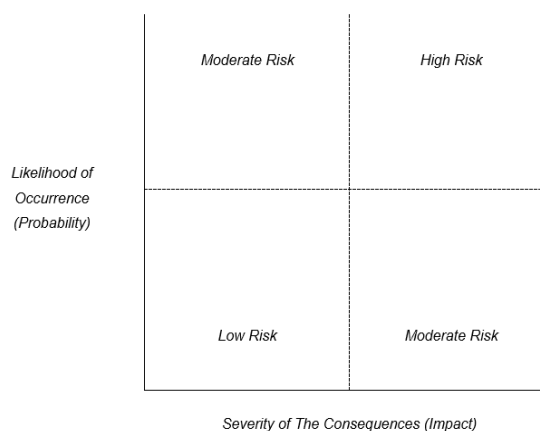 Moderate Risk
High Risk
Likelihood of
Occurrence
(Probability)
Low Risk
Moderate Risk
Severity of The Consequences (Impact)